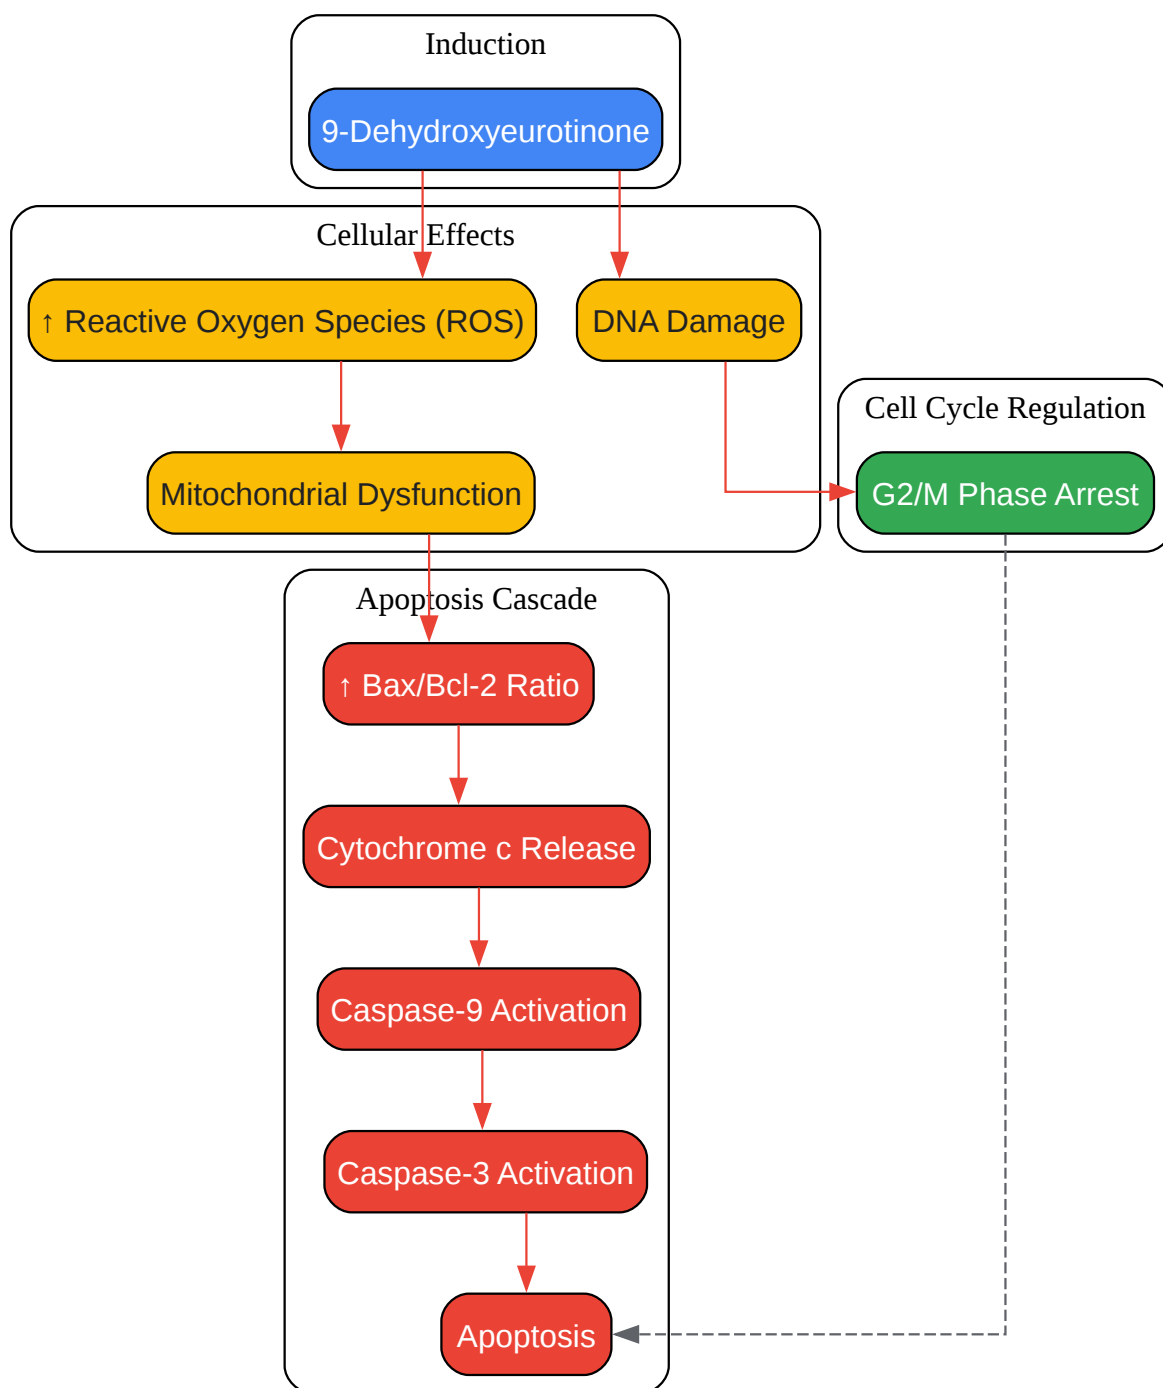 Induction
9-Dehydroxyeurotinone
Cellular Effects
↑ Reactive Oxygen Species (ROS)
DNA Damage
Mitochondrial Dysfunction
Cell Cycle Regulation
G2/M Phase Arrest
Apoptosis Cascade
↑ Bax/Bcl-2 Ratio
Cytochrome c Release
Caspase-9 Activation
Caspase-3 Activation
Apoptosis